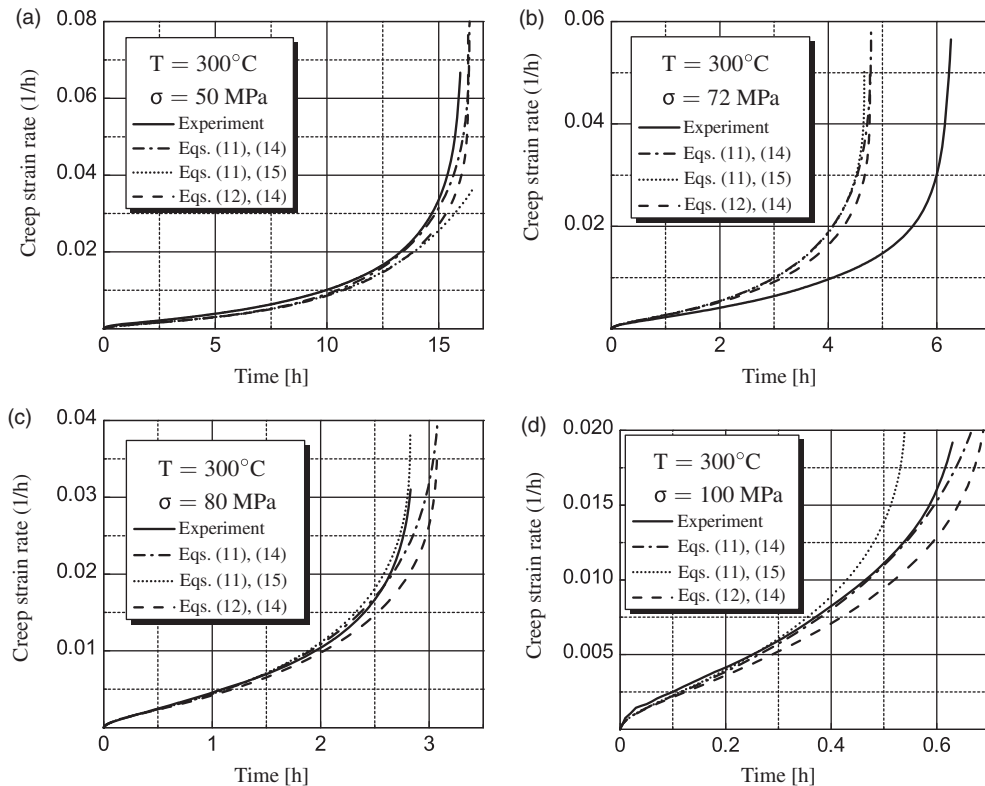 (a)
0.08
0.06
0.04
0.02
Creep strain rate (1/h)
T = 300°C
σ = 50 MPa
Experiment
Eqs. (11), (14)
Eqs. (11), (15)
Eqs. (12), (14)
0 5 10 15
Time [h]
(b)
0.06
0.04
0.02
Creep strain rate (1/h)
T = 300°C
σ = 72 MPa
Experiment
Eqs. (11), (14)
Eqs. (11), (15)
Eqs. (12), (14)
0 2 4 6
Time [h]
(c)
0.04
0.03
0.02
0.01
Creep strain rate (1/h)
T = 300°C
σ = 80 MPa
Experiment
Eqs. (11), (14)
Eqs. (11), (15)
Eqs. (12), (14)
0 1 2 3
Time [h]
(d)
0.020
0.015
0.010
0.005
Creep strain rate (1/h)
T = 300°C
σ = 100 MPa
Experiment
Eqs. (11), (14)
Eqs. (11), (15)
Eqs. (12), (14)
0 0.2 0.4 0.6
Time [h]